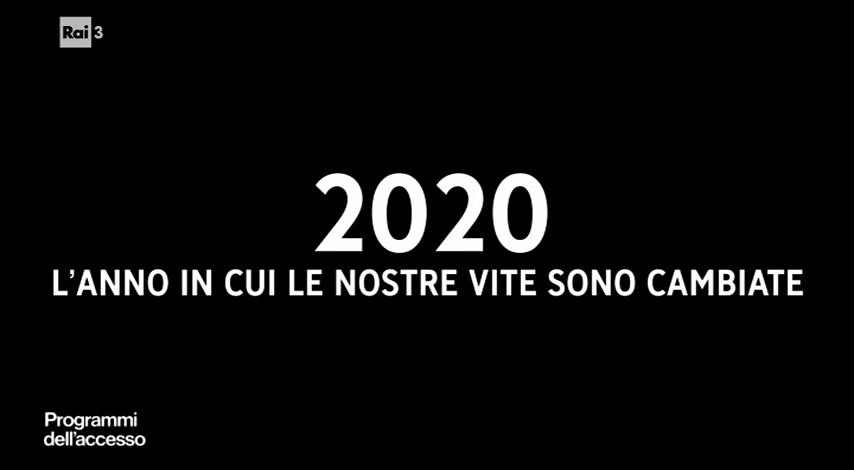 Rai 3
2020
L'ANNO IN CUI LE NOSTRE VITE SONO CAMBIATE
Programmi
dell'accesso